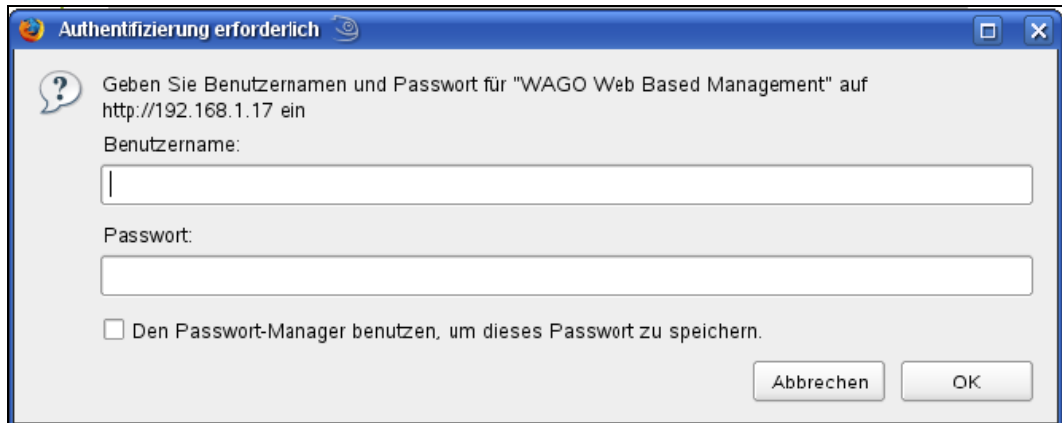 Authentifizierung erforderlich
Geben Sie Benutzernamen und Passwort für "WAGO Web Based Management" auf
http://192.168.1.17 ein
Benutzername:
Passwort:
Den Passwort-Manager benutzen, um dieses Passwort zu speichern.
Abbrechen
OK